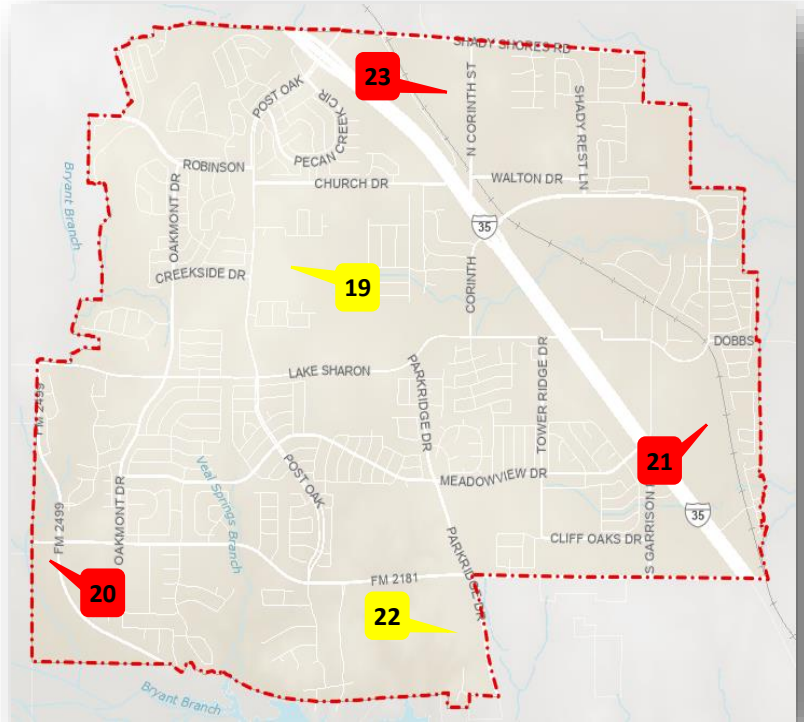 SHADY SHORES RD
23
N CORINTH ST
POST OAK
PECAN CREEK CIR
SHADY REST LN
ROBINSON
CHURCH DR
WALTON DR
Bryant Branch
OAKMONT DR
35
CREEKSIDE DR
19
CORINTH
DOBBS
LAKE SHARON
PARKRIDGE DR
TOWER RIDGE DR
FM 2499
21
MEADOWVIEW DR
POST OAK
Veal Springs Branch
OAKMONT DR
FM 2499
35
S GARRISON
CLIFF OAKS DR
PARKRIDGE DR
FM 2181
20
22
Bryant Branch